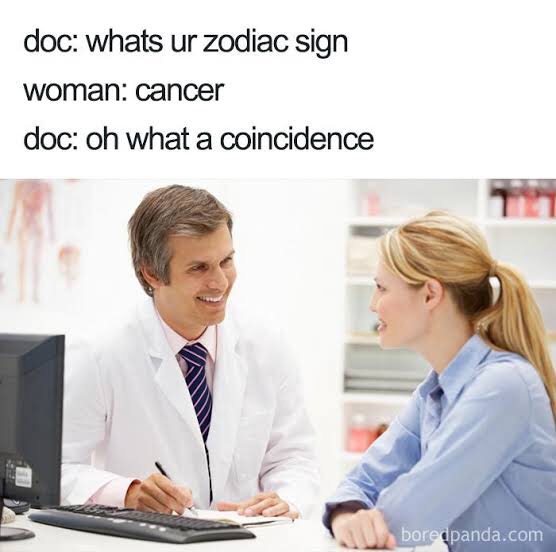 doc: whats ur zodiac sign
woman: cancer
doc: oh what a coincidence
boredpanda.com